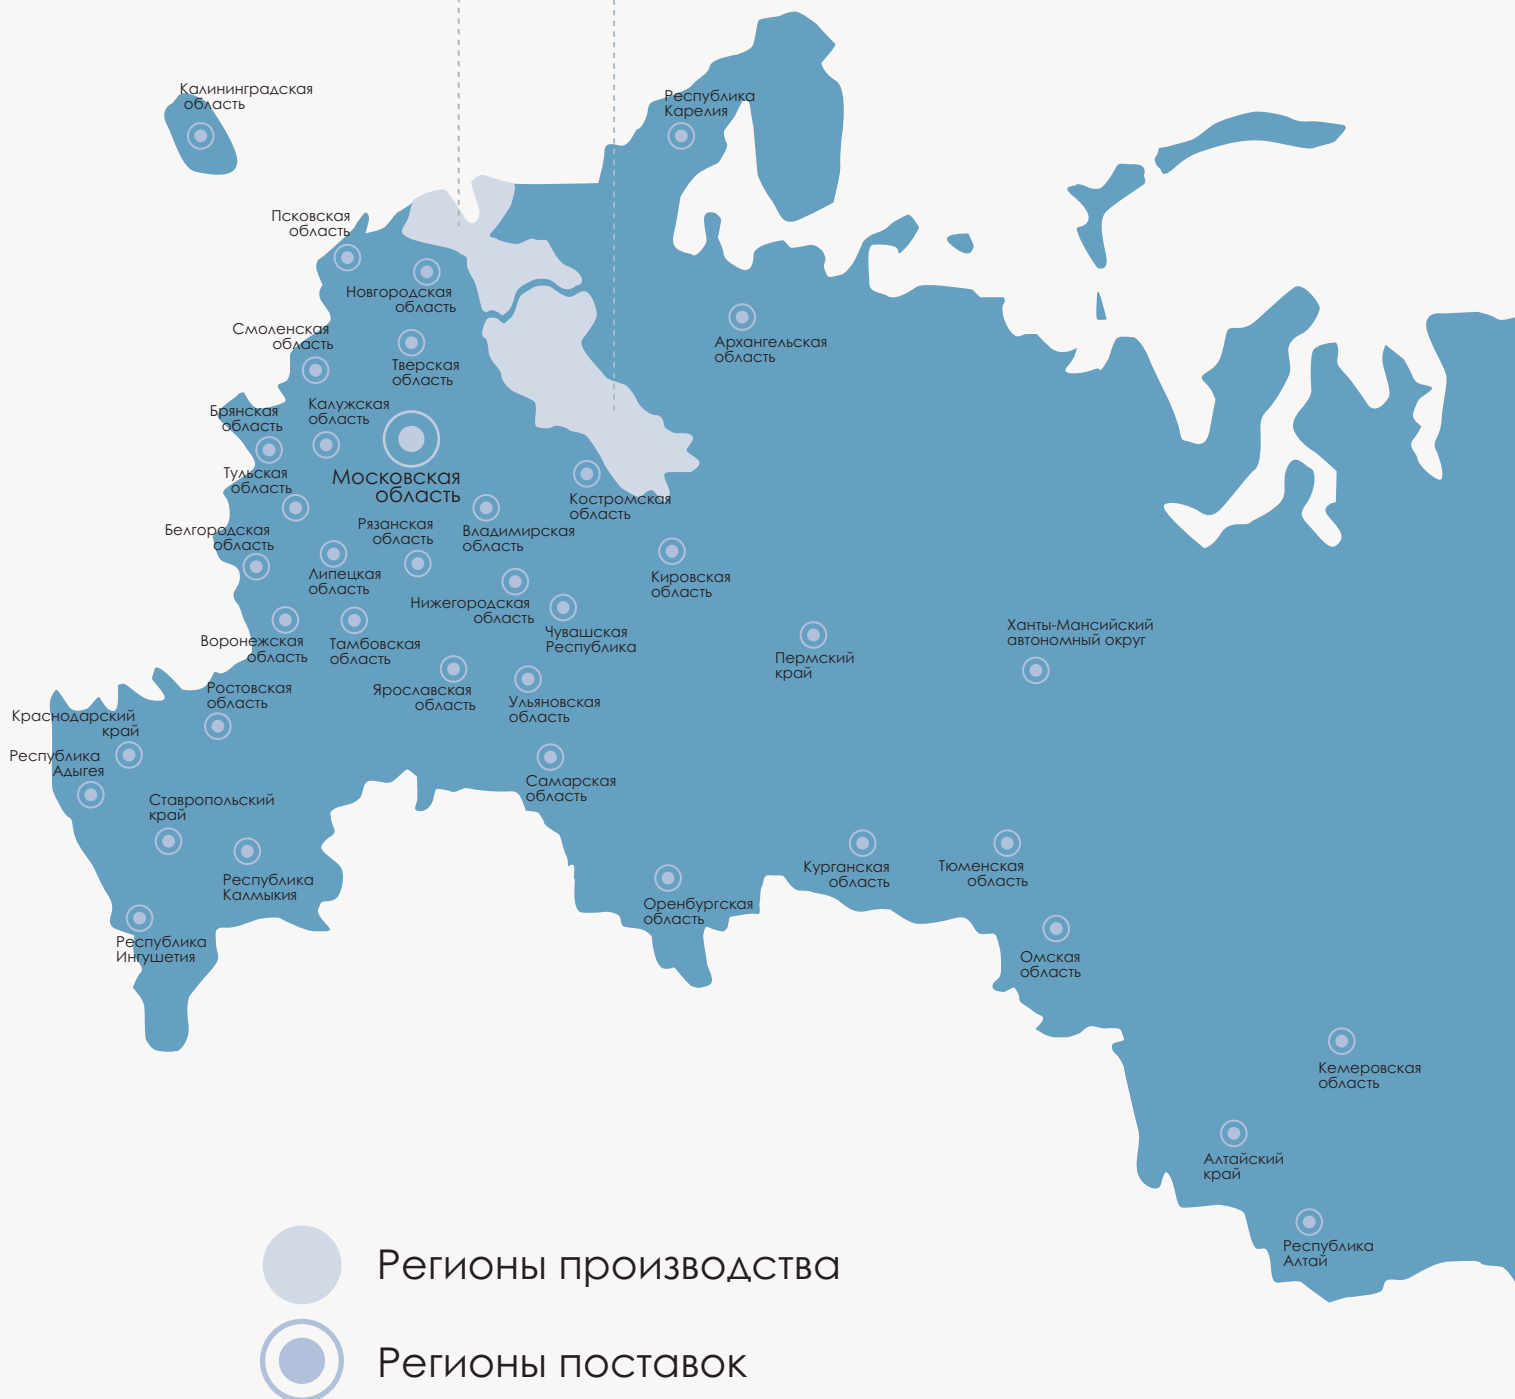 Калининградская
область
Республика
Карелия
Псковская
область
Новгородская
область
Смоленская
область
Архангельская
область
Тверская
область
Брянская
область
Калужская
область
Тульская
область
Московская
область
Костромская
область
Белгородская
область
Рязанская
область
Владимирская
область
Липецкая
область
Кировская
область
Нижегородская
область
Чувашская
Республика
Ханты-Мансийский
автономный округ
Воронежская
область
Тамбовская
область
Пермский
край
Ростовская
область
Ярославская
область
Ульяновская
область
Краснодарский
край
Республика
Адыгея
Самарская
область
Ставропольский
край
Республика
Калмыкия
Курганская
область
Тюменская
область
Оренбургская
область
Республика
Ингушетия
Омская
область
Кемеровская
область
Алтайский
край
Республика
Алтай
Регионы производства
Регионы поставок